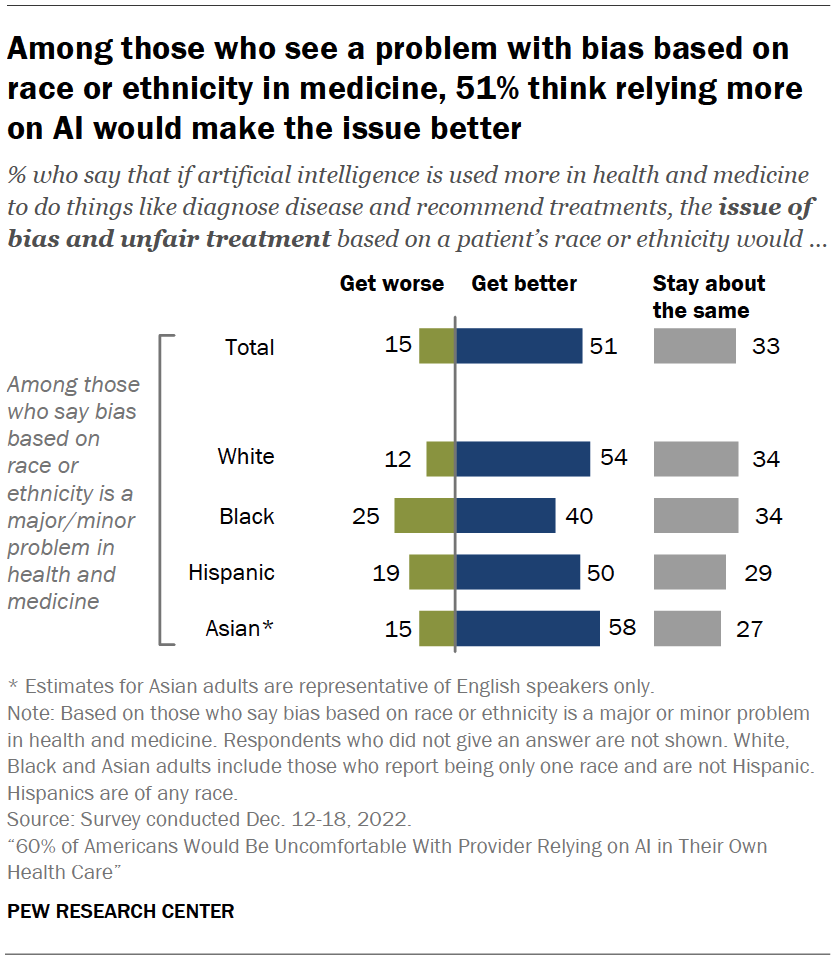 Among those who see a problem with bias based on
race or ethnicity in medicine, 51% think relying more
on AI would make the issue better
% who say that if artificial intelligence is used more in health and medicine
to do things like diagnose disease and recommend treatments, the issue of
bias and unfair treatment based on a patient’s race or ethnicity would ...
Get worse Get better Stay about
the same
Total 15 51 33
Among those
who say bias
based on
race or
ethnicity is a
major/minor
problem in
health and
medicine
White 12 54 34
Black 25 40 34
Hispanic 19 50 29
Asian* 15 58 27
* Estimates for Asian adults are representative of English speakers only.
Note: Based on those who say bias based on race or ethnicity is a major or minor problem
in health and medicine. Respondents who did not give an answer are not shown. White,
Black and Asian adults include those who report being only one race and are not Hispanic.
Hispanics are of any race.
Source: Survey conducted Dec. 12-18, 2022.
“60% of Americans Would Be Uncomfortable With Provider Relying on AI in Their Own
Health Care”
PEW RESEARCH CENTER